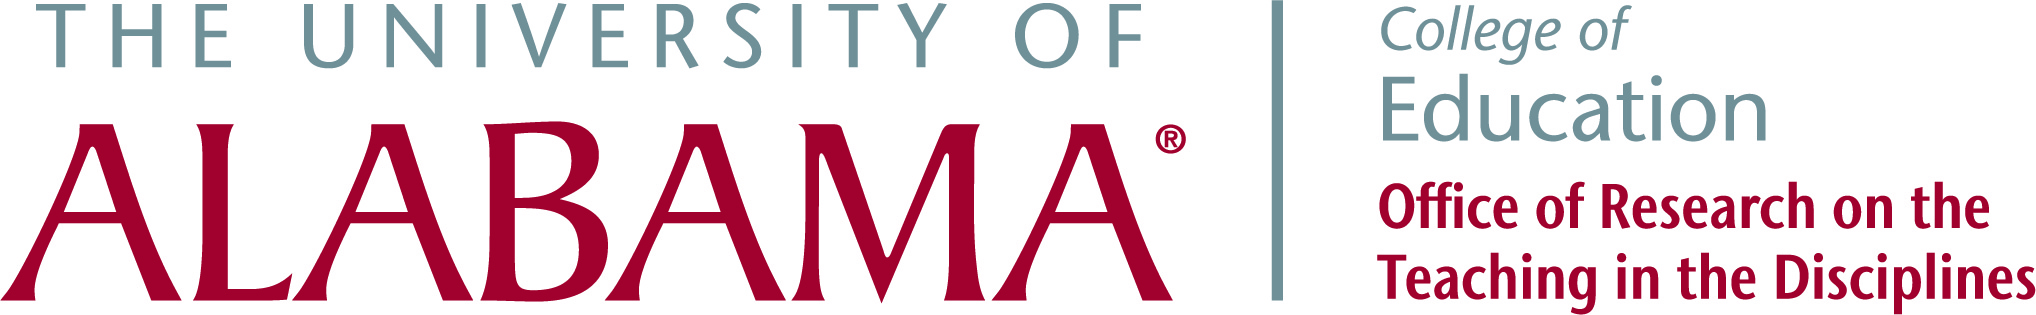 THE UNIVERSITY OF
ALABAMA®
College of
Education
Office of Research on the
Teaching in the Disciplines